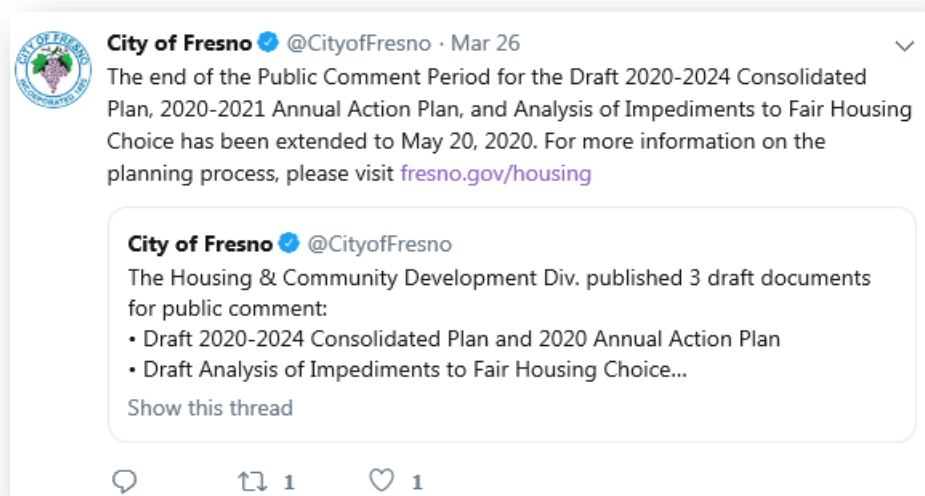 City of Fresno @CityofFresno · Mar 26
The end of the Public Comment Period for the Draft 2020-2024 Consolidated
Plan, 2020-2021 Annual Action Plan, and Analysis of Impediments to Fair Housing
Choice has been extended to May 20, 2020. For more information on the
planning process, please visit fresno.gov/housing
City of Fresno @CityofFresno
The Housing & Community Development Div. published 3 draft documents
for public comment:
• Draft 2020-2024 Consolidated Plan and 2020 Annual Action Plan
• Draft Analysis of Impediments to Fair Housing Choice...
Show this thread
1 1
CITY OF FRESNO